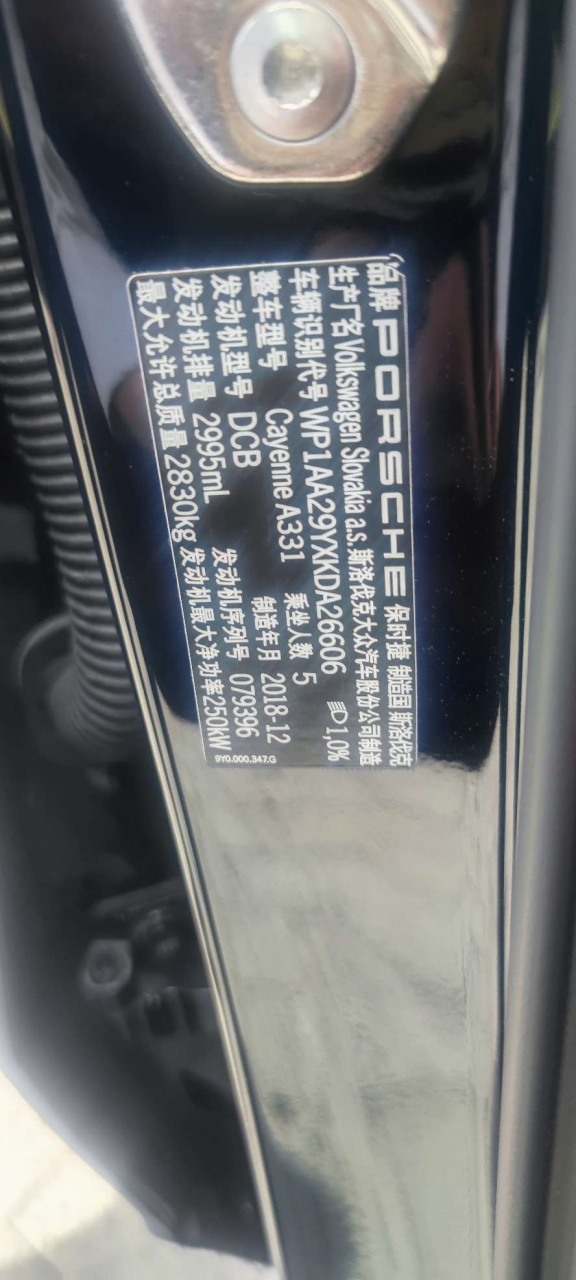 品牌 PORSCHE 保时捷 制造国 斯洛伐克
生产厂名 Volkswagen Slovakia a.s. 斯洛伐克大众汽车股份公司制造
车辆识别代号 WP1AA29YXKDA26606 1,0%
整车型号 Cayenne A331 乘坐人数 5
发动机型号 DCB 制造年月 2018-12
发动机排量 2995mL 发动机序列号 079396
最大允许总质量 2830kg 发动机最大净功率 250kW
9Y0.000.347.G